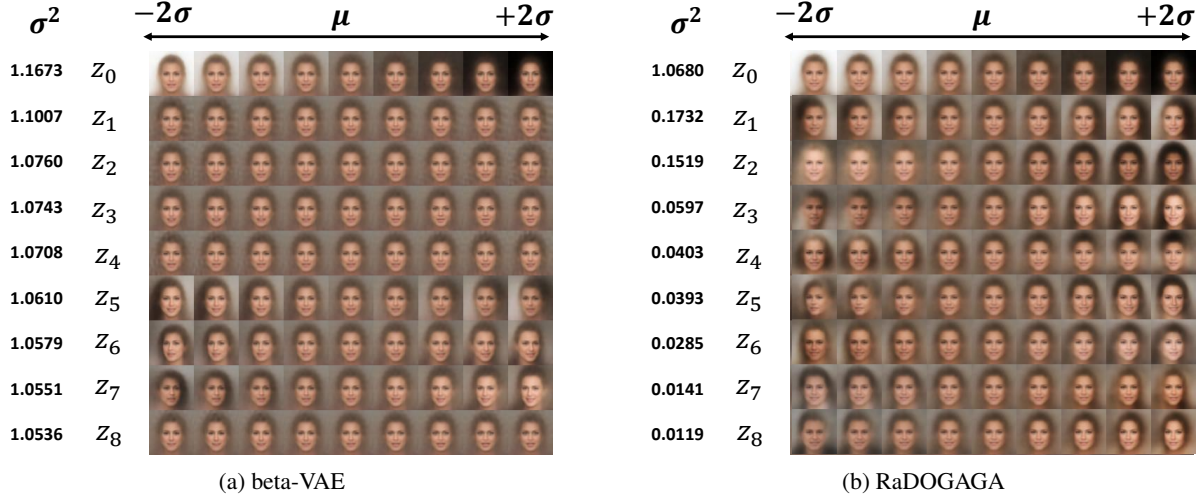 σ² −2σ μ +2σ
1.1673 z₀
1.1007 z₁
1.0760 z₂
1.0743 z₃
1.0708 z₄
1.0610 z₅
1.0579 z₆
1.0551 z₇
1.0536 z₈
(a) beta-VAE
σ² −2σ μ +2σ
1.0680 z₀
0.1732 z₁
0.1519 z₂
0.0597 z₃
0.0403 z₄
0.0393 z₅
0.0285 z₆
0.0141 z₇
0.0119 z₈
(b) RaDOGAGA